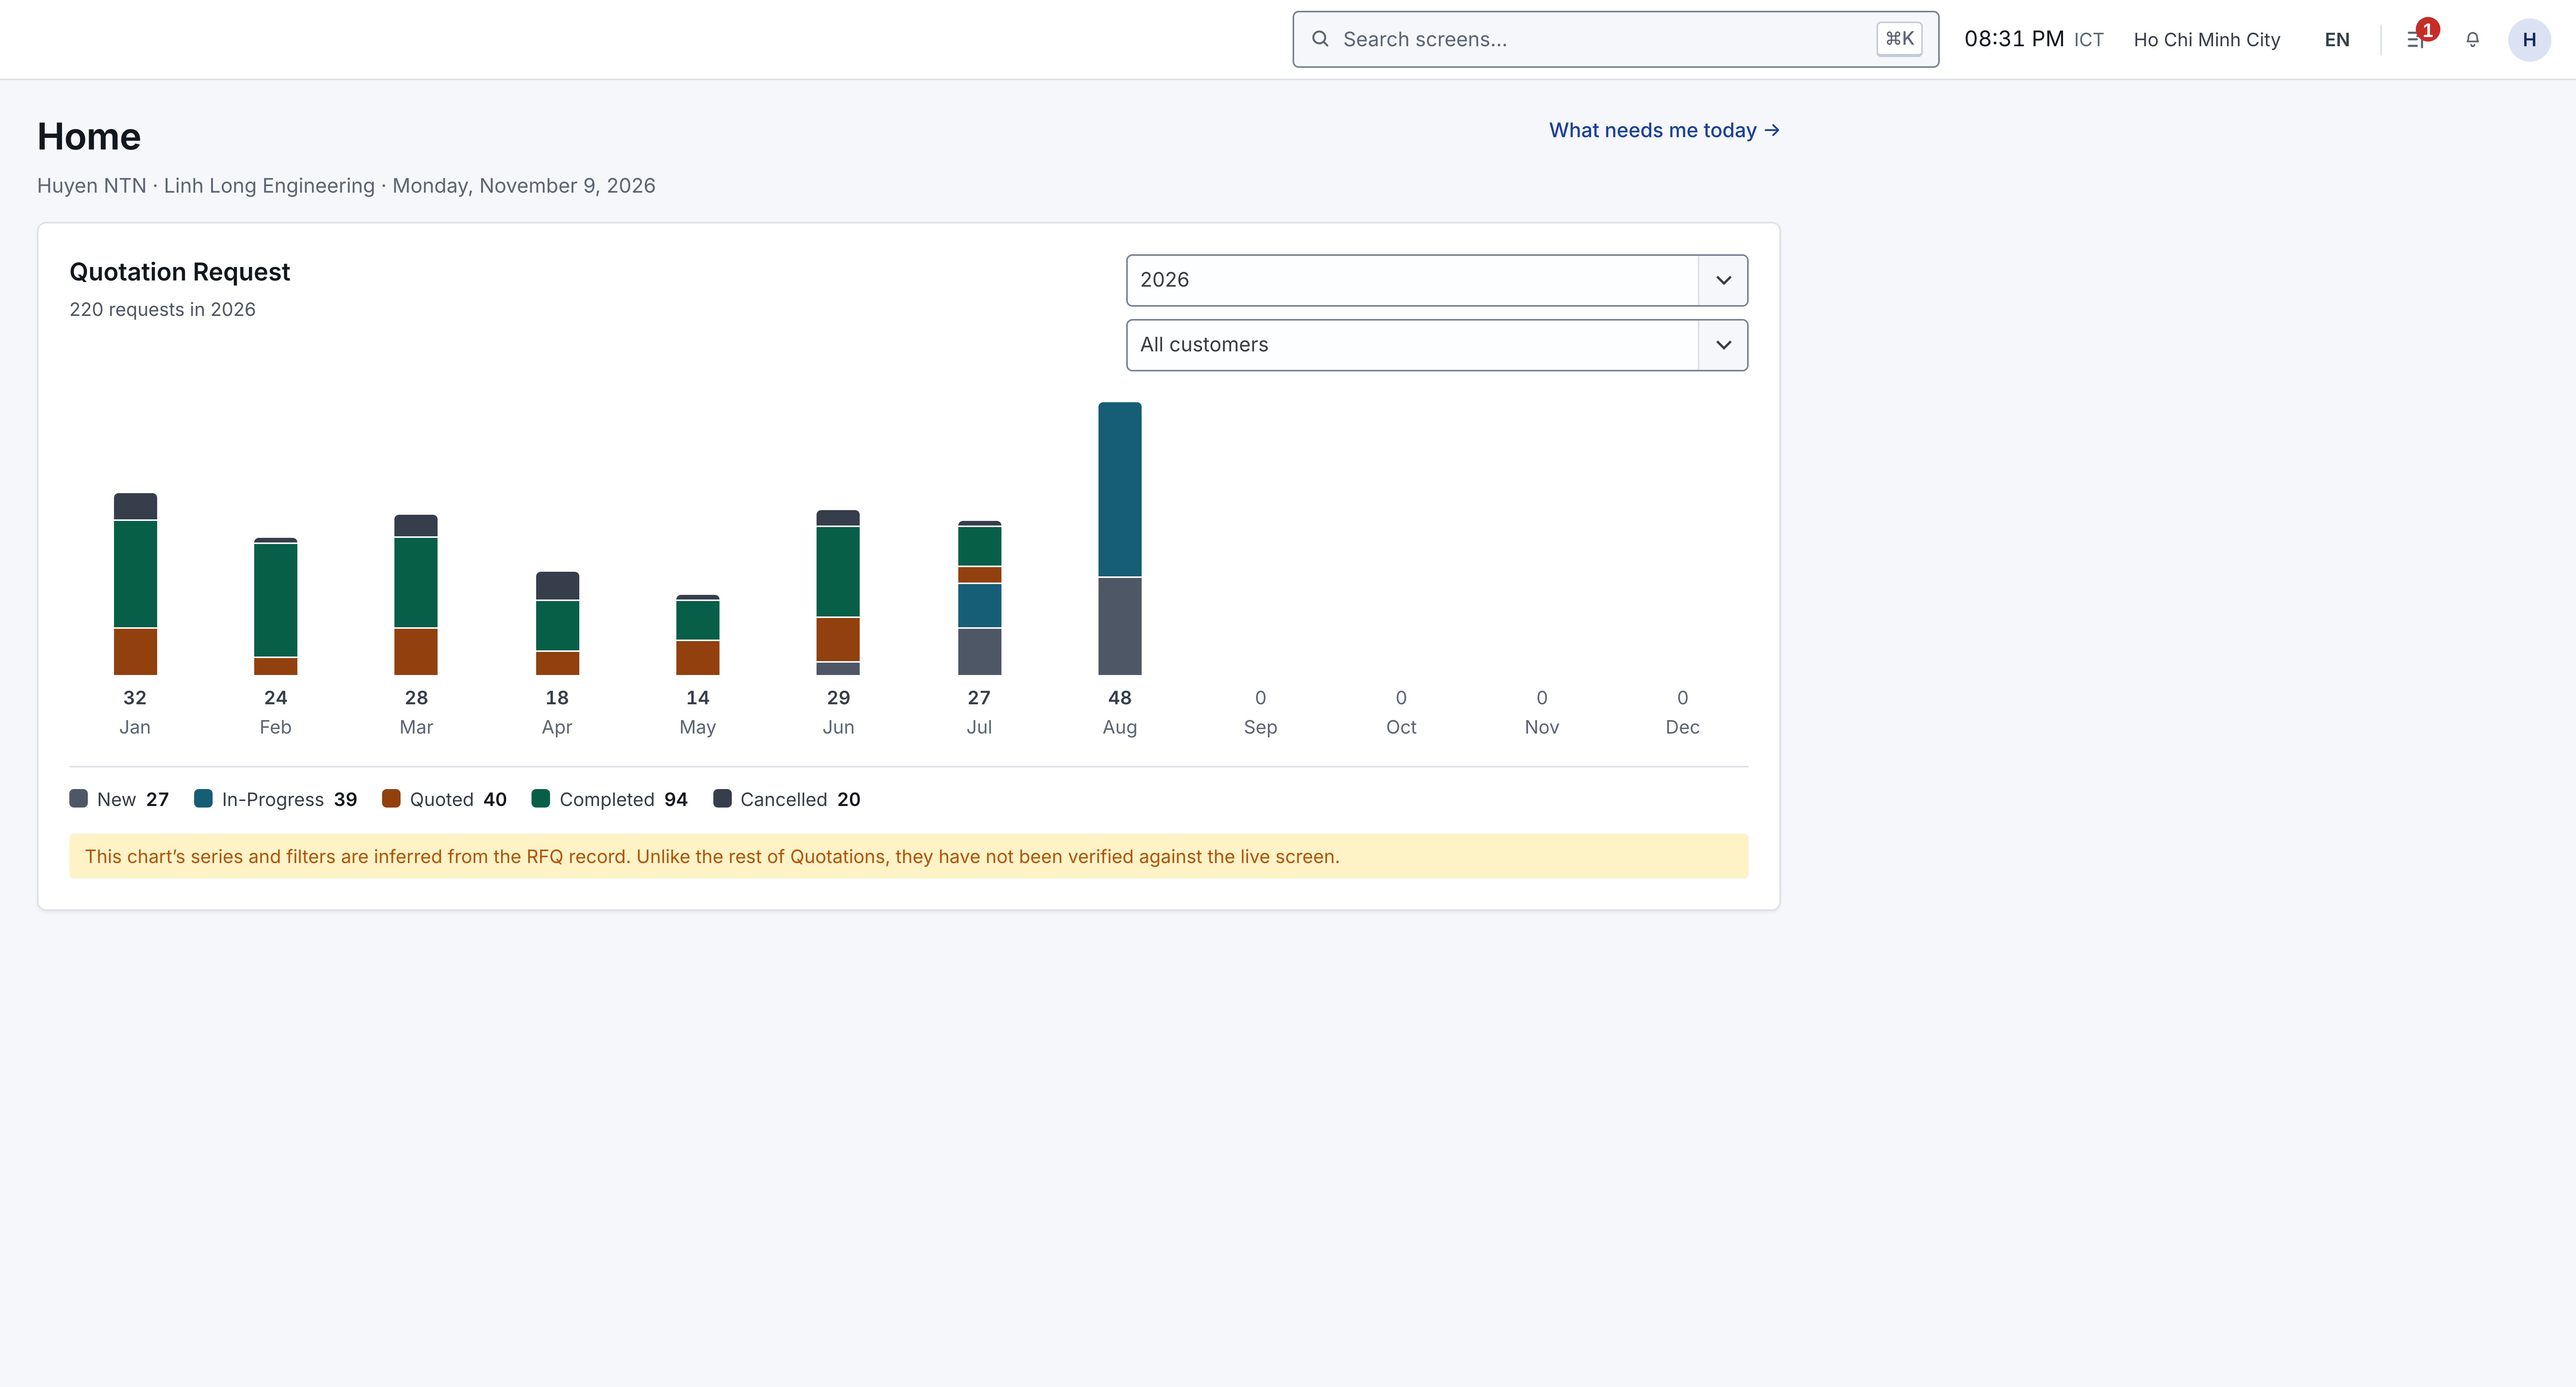 Search screens... ⌘K 08:31 PM ICT Ho Chi Minh City EN 1 H
Home
What needs me today →
Huyen NTN · Linh Long Engineering · Monday, November 9, 2026
Quotation Request
220 requests in 2026
2026
All customers
32 24 28 18 14 29 27 48 0 0 0 0
Jan Feb Mar Apr May Jun Jul Aug Sep Oct Nov Dec
New 27 In-Progress 39 Quoted 40 Completed 94 Cancelled 20
This chart’s series and filters are inferred from the RFQ record. Unlike the rest of Quotations, they have not been verified against the live screen.